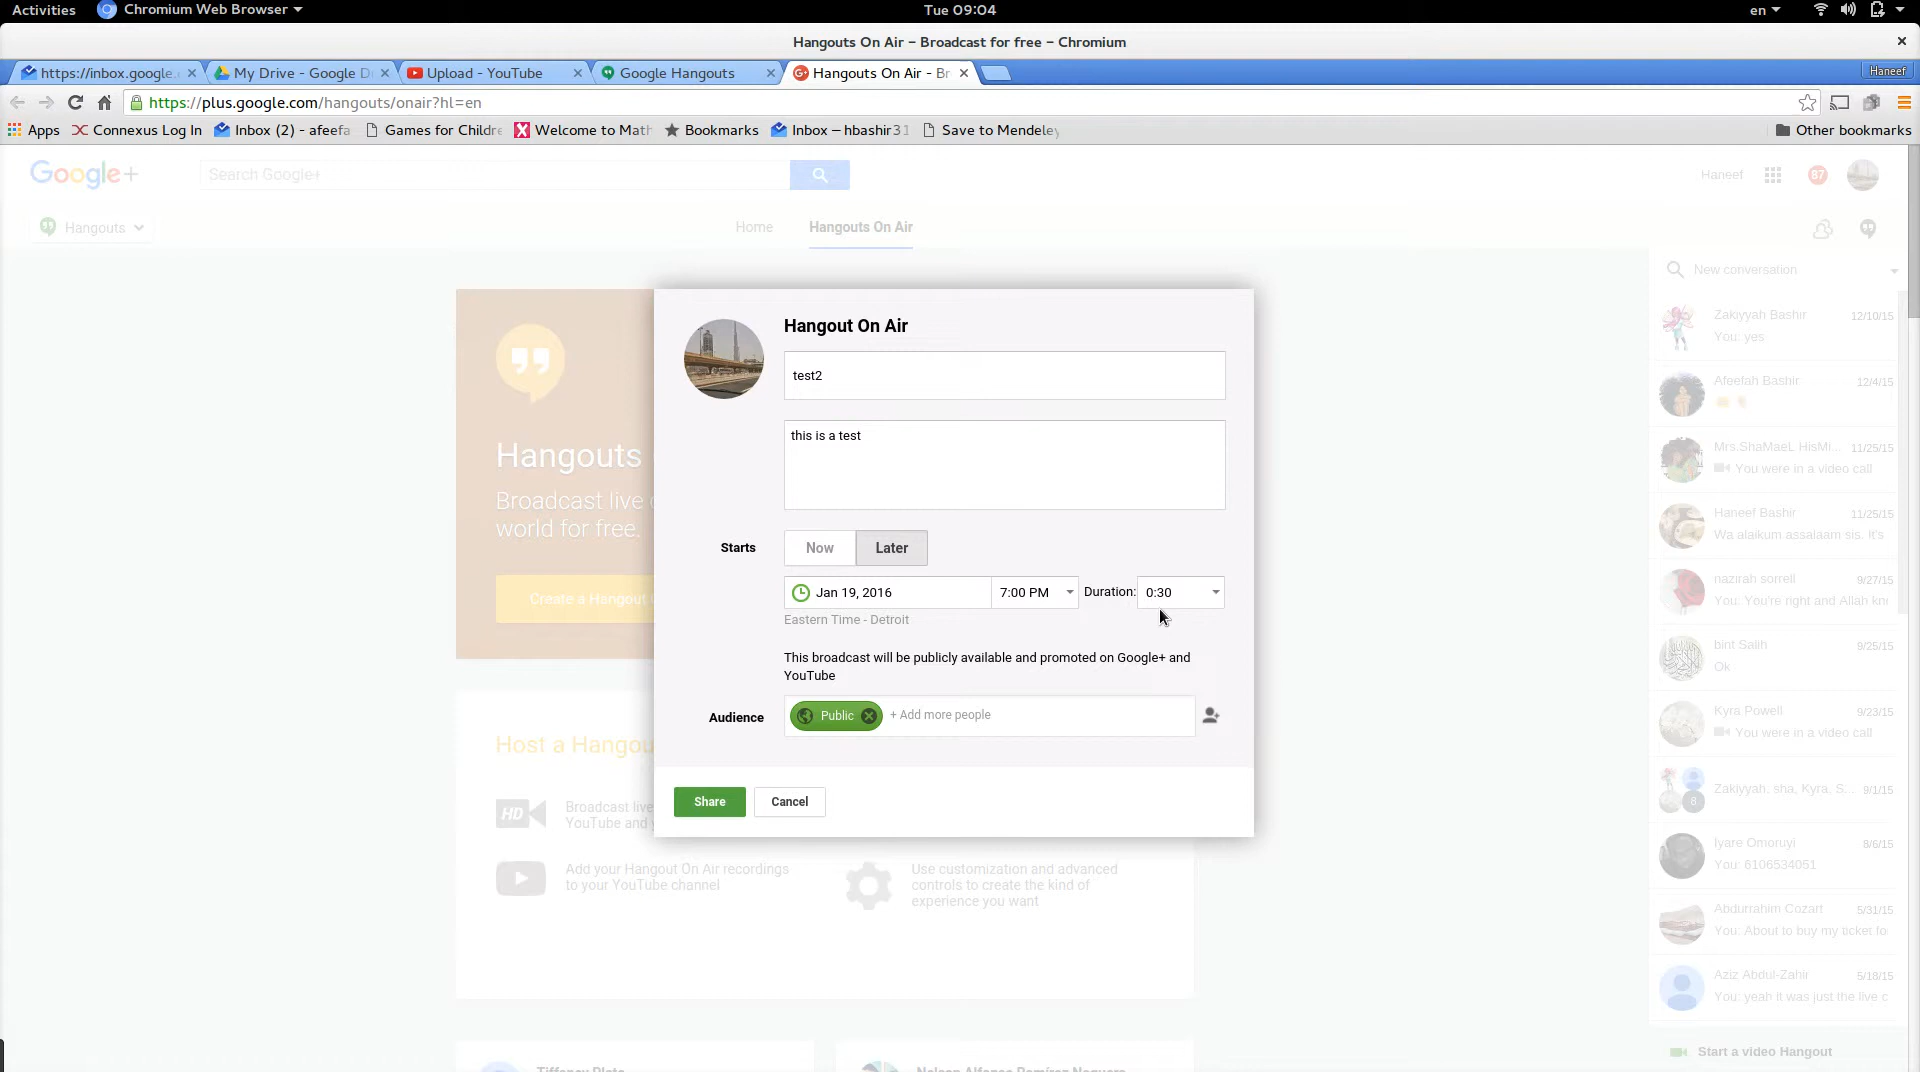 Activities Chromium Web Browser Tue 09:04 en
Hangouts On Air – Broadcast for free – Chromium
https://inbox.google. My Drive - Google D Upload - YouTube Google Hangouts Hangouts On Air - Br Haneef
https://plus.google.com/hangouts/onair?hl=en
Apps Connexus Log In Inbox (2) - afeefa Games for Childre Welcome to Math Bookmarks Inbox – hbashir31 Save to Mendeley Other bookmarks
Google+ Search Google+ Haneef 87
Hangouts Home Hangouts On Air
New conversation
Hangout On Air
test2
this is a test
Starts Now Later
Jan 19, 2016 7:00 PM Duration: 0:30
Eastern Time - Detroit
This broadcast will be publicly available and promoted on Google+ and
YouTube
Audience Public + Add more people
Share Cancel
Hangouts
Broadcast live
world for free.
Create a Hangout
Host a Hangou
HD Broadcast live
YouTube and
Add your Hangout On Air recordings
to your YouTube channel
Use customization and advanced
controls to create the kind of
experience you want
Zakiyyah Bashir 12/10/15
You: yes
Afeefah Bashir 12/4/15
Mrs.ShaMaeL HisMi... 11/25/15
You were in a video call
Haneef Bashir 11/25/15
Wa alaikum assalaam sis. It's
nazirah sorrell 9/27/15
You: You're right and Allah kn
bint Salih 9/25/15
Ok
Kyra Powell 9/23/15
You were in a video call
Zakiyyah, sha, Kyra, S... 9/1/15
8
Iyare Omoruyi 8/6/15
You: 6106534051
Abdurrahim Cozart 5/31/15
You: About to buy my ticket fo
Aziz Abdul-Zahir 5/18/15
You: yeah it was just the live c
Start a video Hangout